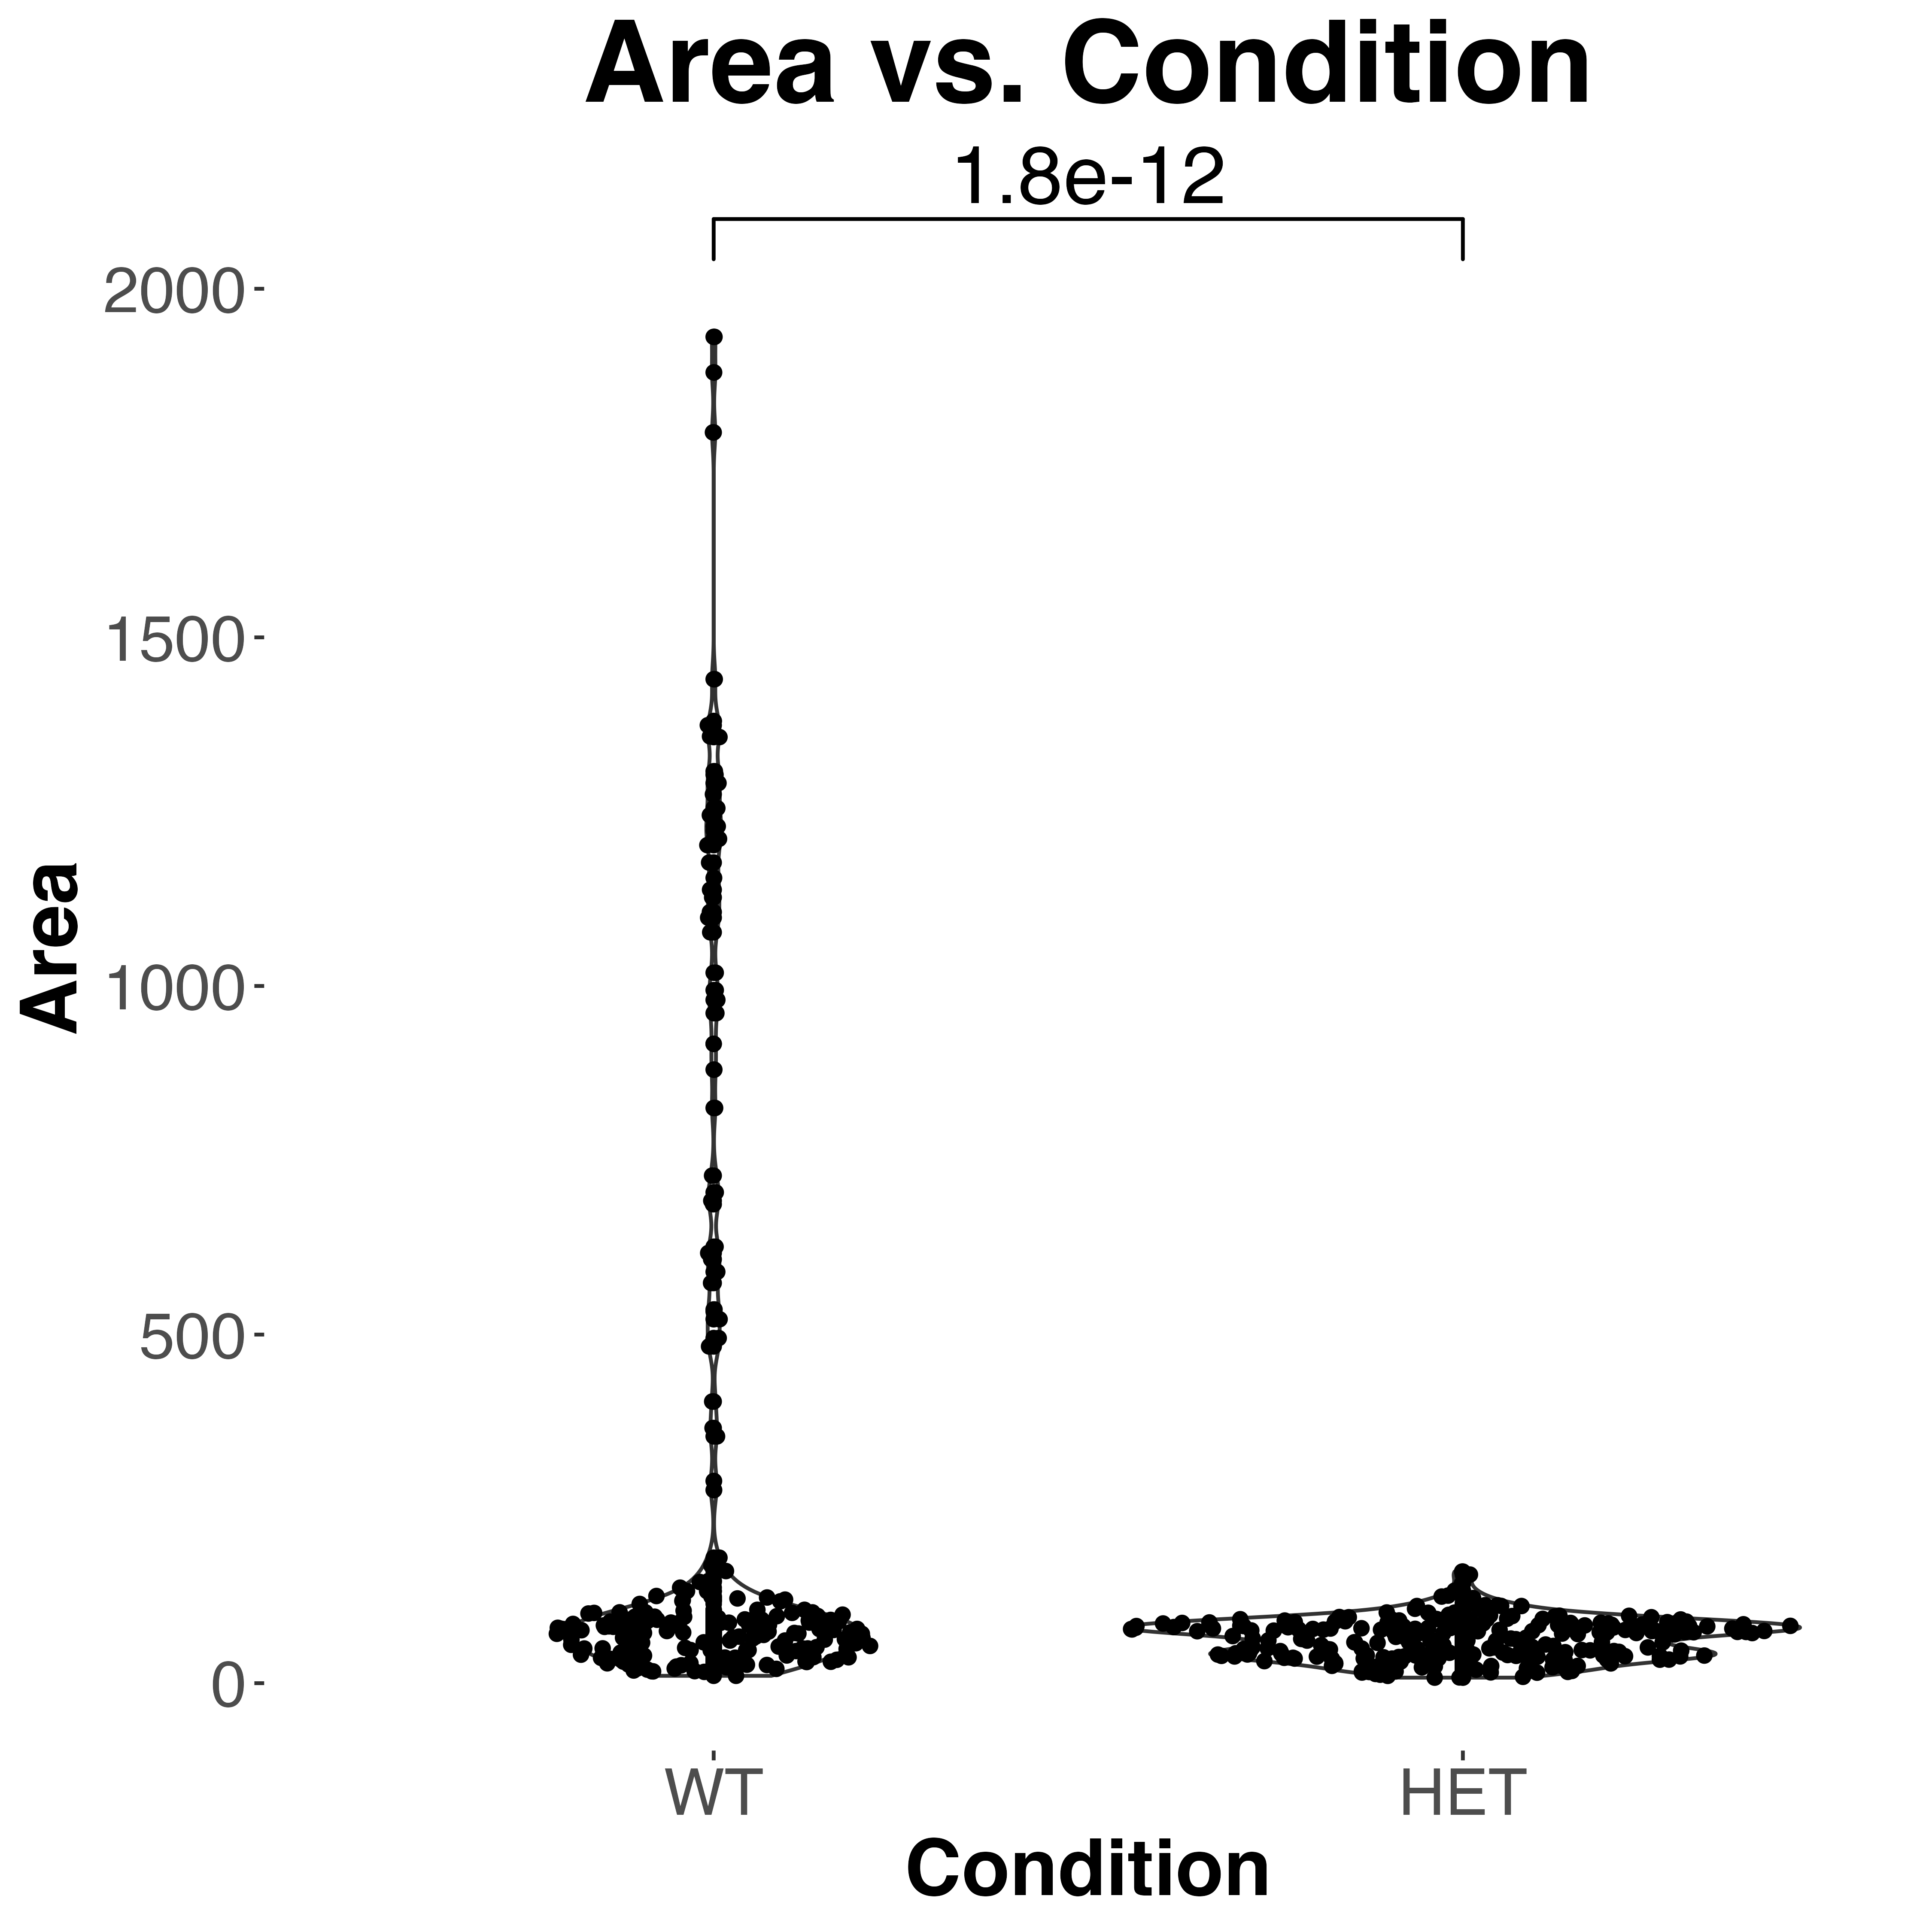 Area vs. Condition
1.8e-12
2000
1500
1000
500
0
Area
WT HET
Condition